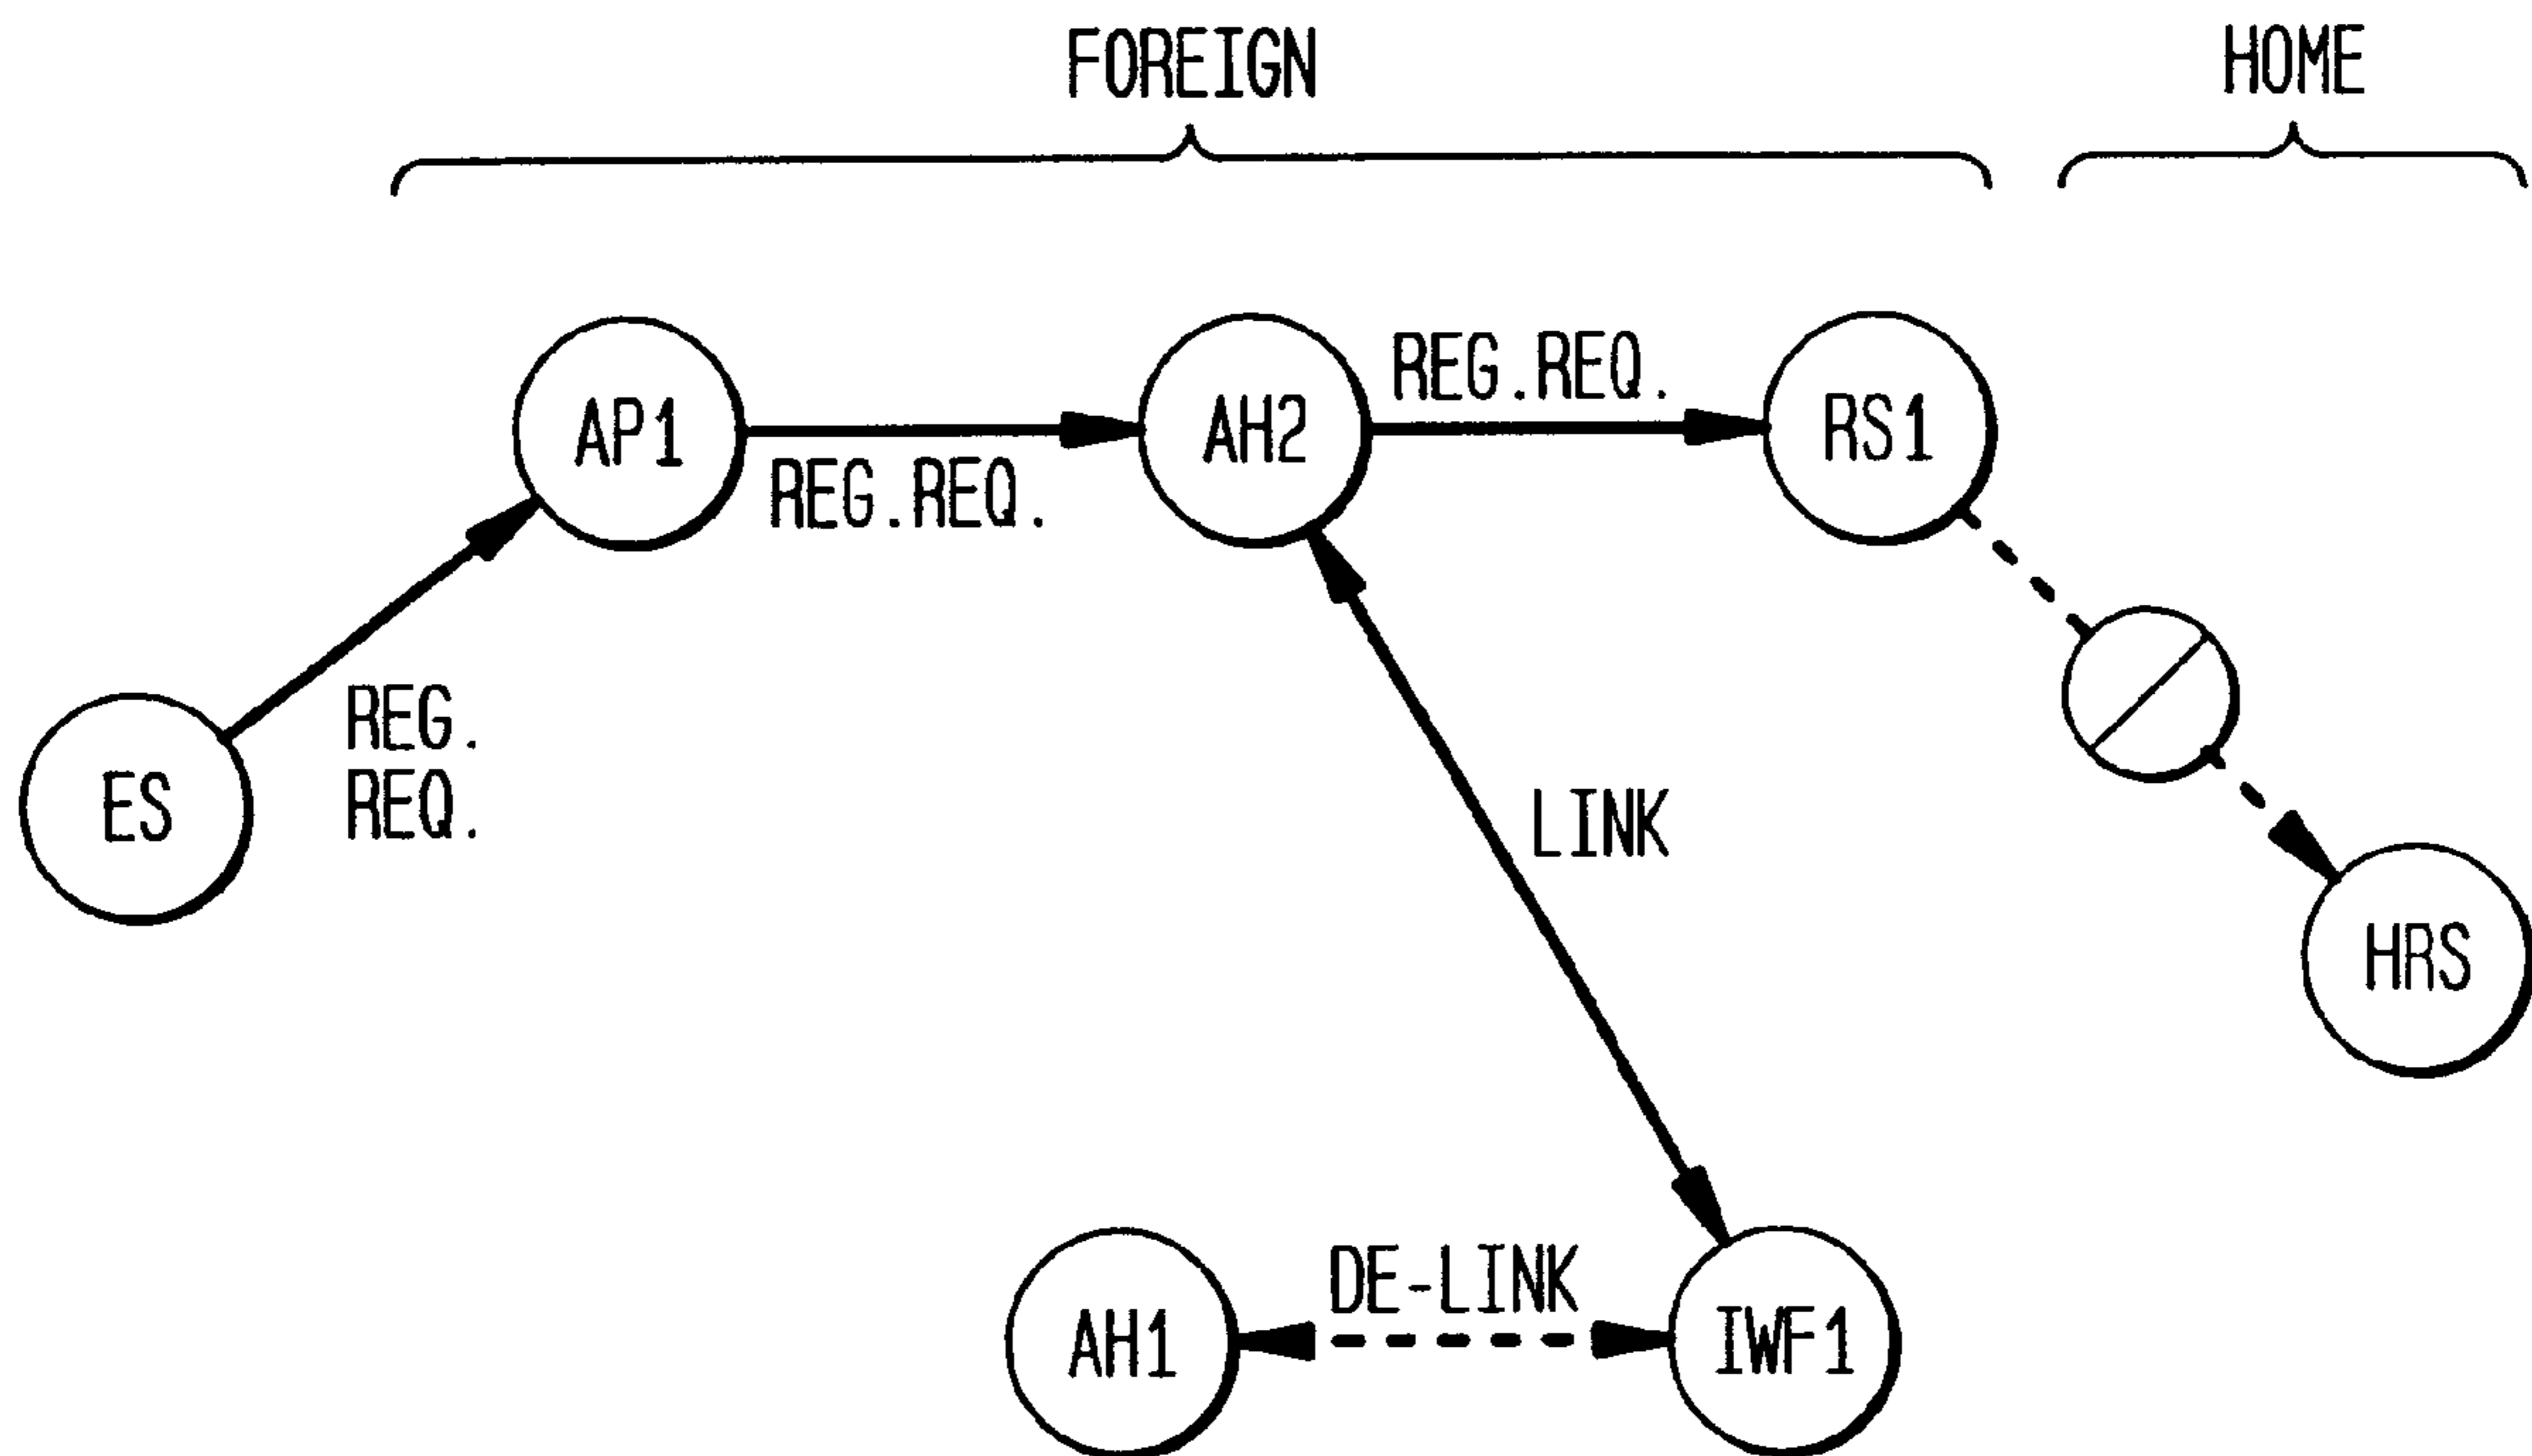 FOREIGN
HOME
AP1
REG.REQ.
AH2
REG.REQ.
RS1
ES
REG.
REQ.
LINK
HRS
AH1
DE-LINK
IWF1